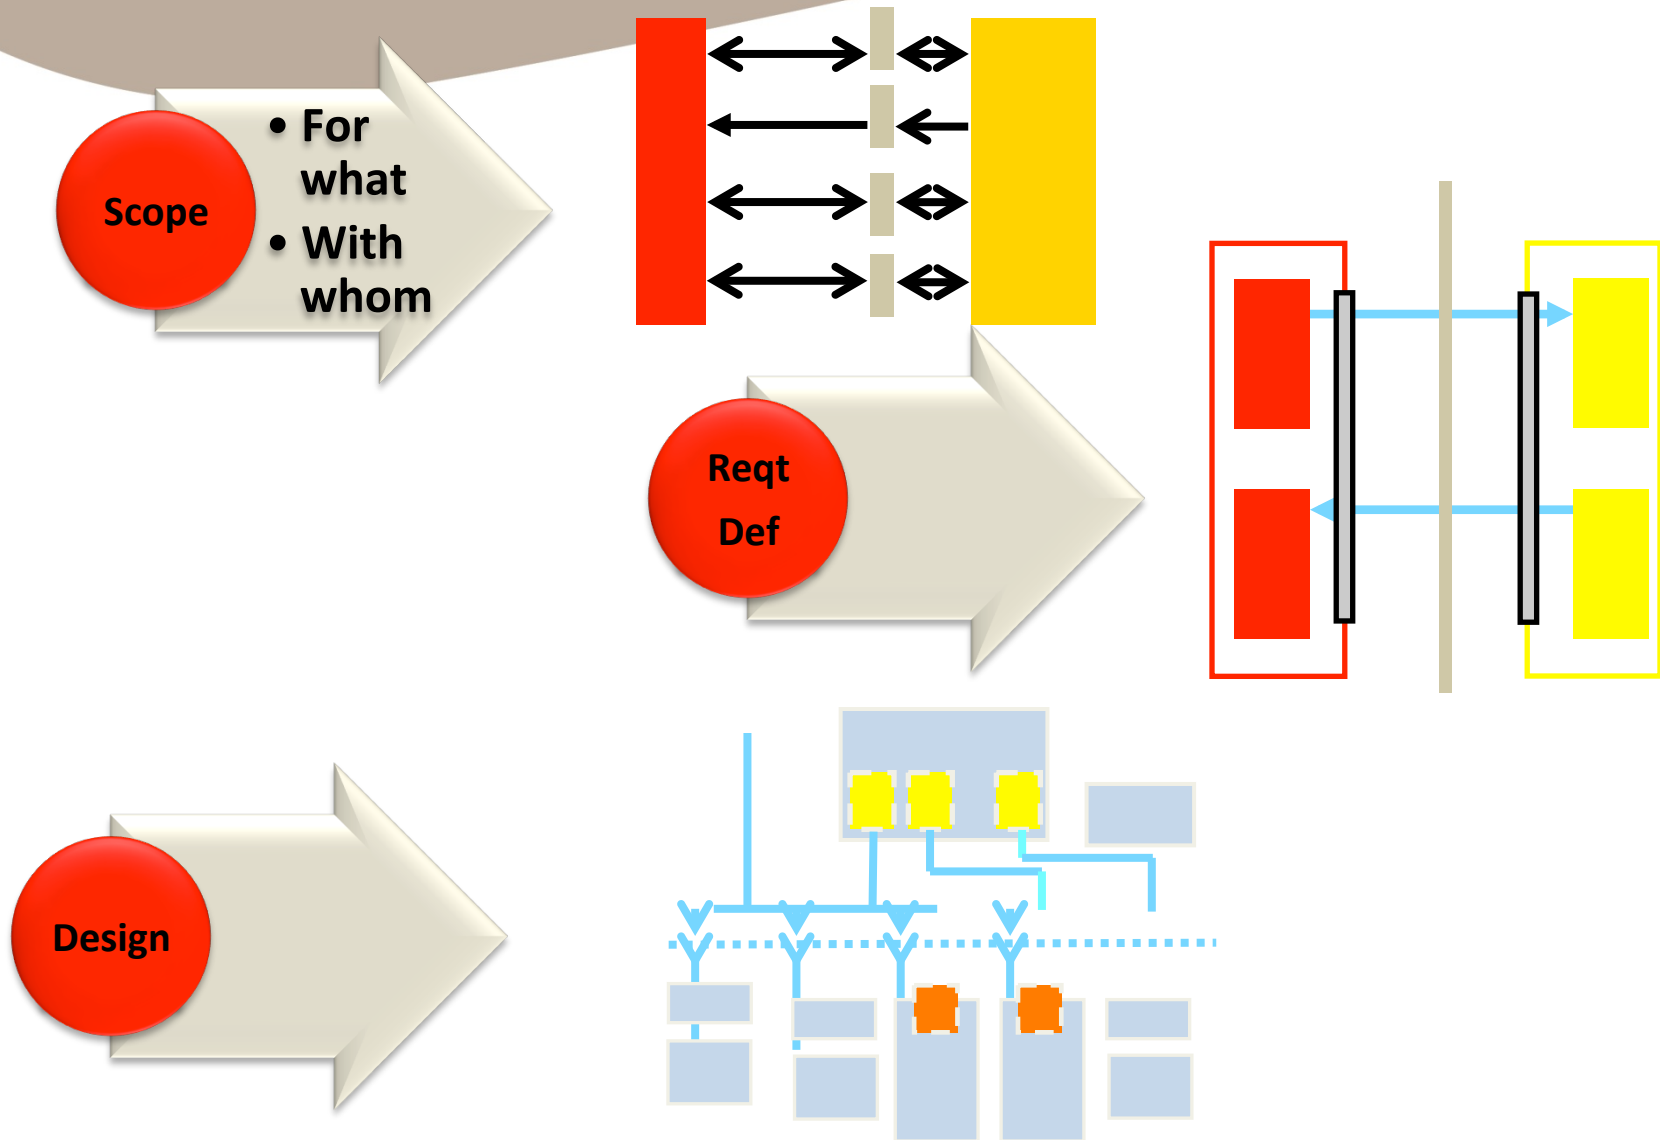 Scope
• For
what
• With
whom
Reqt
Def
Design